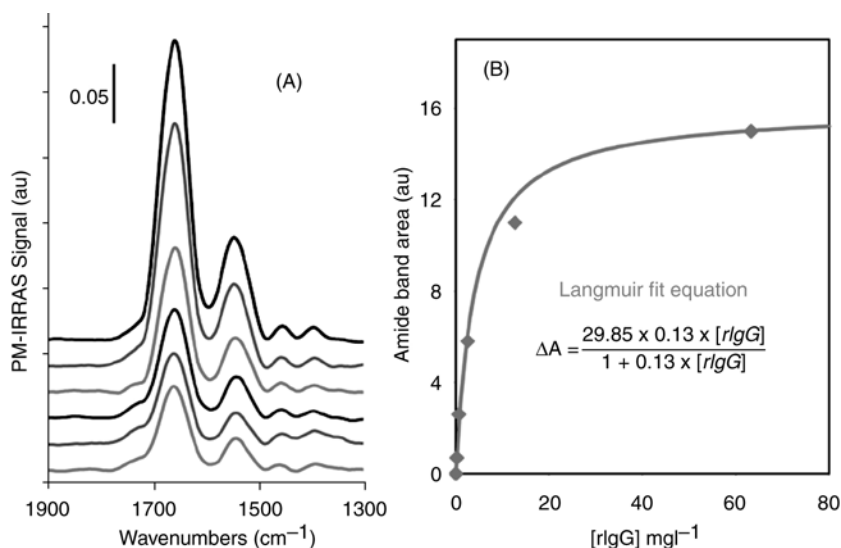 (A)
0.05
PM-IRRAS Signal (au)
1900 1700 1500 1300
Wavenumbers (cm⁻¹)
(B)
16
12
8
4
0
Amide band area (au)
Langmuir fit equation
ΔA = 29.85 x 0.13 x [rIgG] / 1 + 0.13 x [rIgG]
0 20 40 60 80
[rIgG] mgl⁻¹